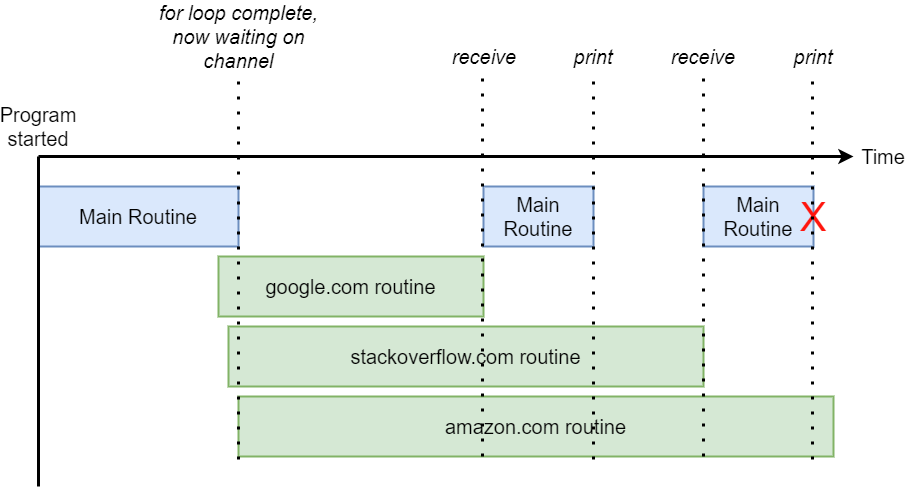 for loop complete,
now waiting on
channel
receive
print
receive
print
Program
started
Time
Main Routine
Main
Routine
Main
Routine
X
google.com routine
stackoverflow.com routine
amazon.com routine